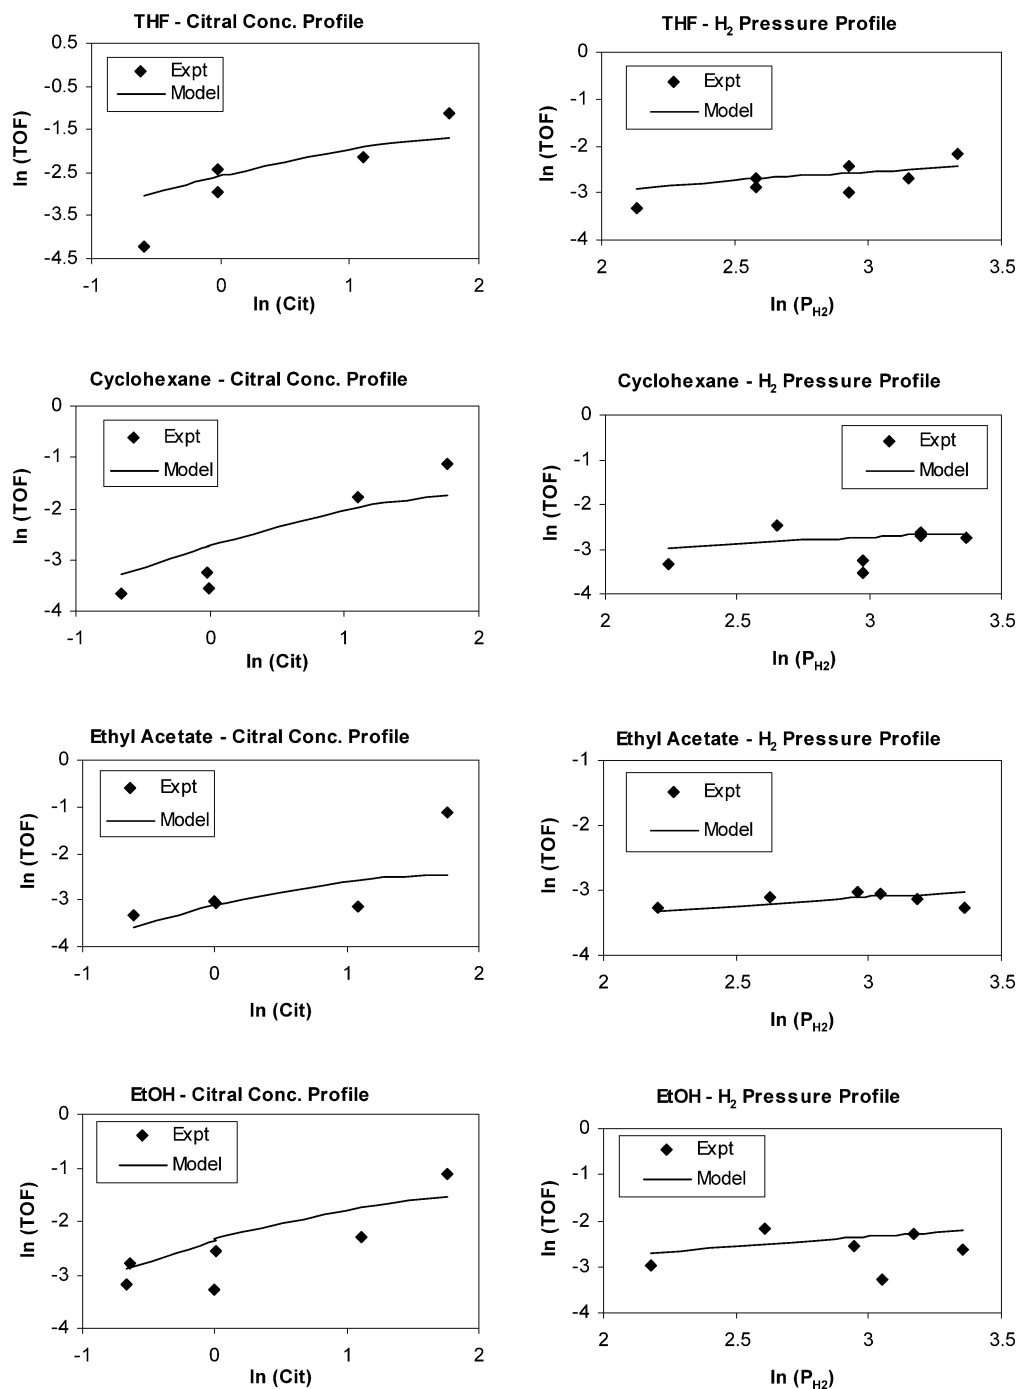 THF - Citral Conc. Profile
0.5
-0.5
-1.5
-2.5
-3.5
-4.5
-1
0
1
2
ln (TOF)
ln (Cit)
Expt
Model
THF - H2 Pressure Profile
0
-1
-2
-3
-4
2
2.5
3
3.5
ln (TOF)
ln (PH2)
Expt
Model
Cyclohexane - Citral Conc. Profile
0
-1
-2
-3
-4
-1
0
1
2
ln (TOF)
ln (Cit)
Expt
Model
Cyclohexane - H2 Pressure Profile
0
-1
-2
-3
-4
2
2.5
3
3.5
ln (TOF)
ln (PH2)
Expt
Model
Ethyl Acetate - Citral Conc. Profile
0
-1
-2
-3
-4
-1
0
1
2
ln (TOF)
ln (Cit)
Expt
Model
Ethyl Acetate - H2 Pressure Profile
-1
-2
-3
-4
2
2.5
3
3.5
ln (TOF)
ln (PH2)
Expt
Model
EtOH - Citral Conc. Profile
0
-1
-2
-3
-4
-1
0
1
2
ln (TOF)
ln (Cit)
Expt
Model
EtOH - H2 Pressure Profile
0
-1
-2
-3
-4
2
2.5
3
3.5
ln (TOF)
ln (PH2)
Expt
Model